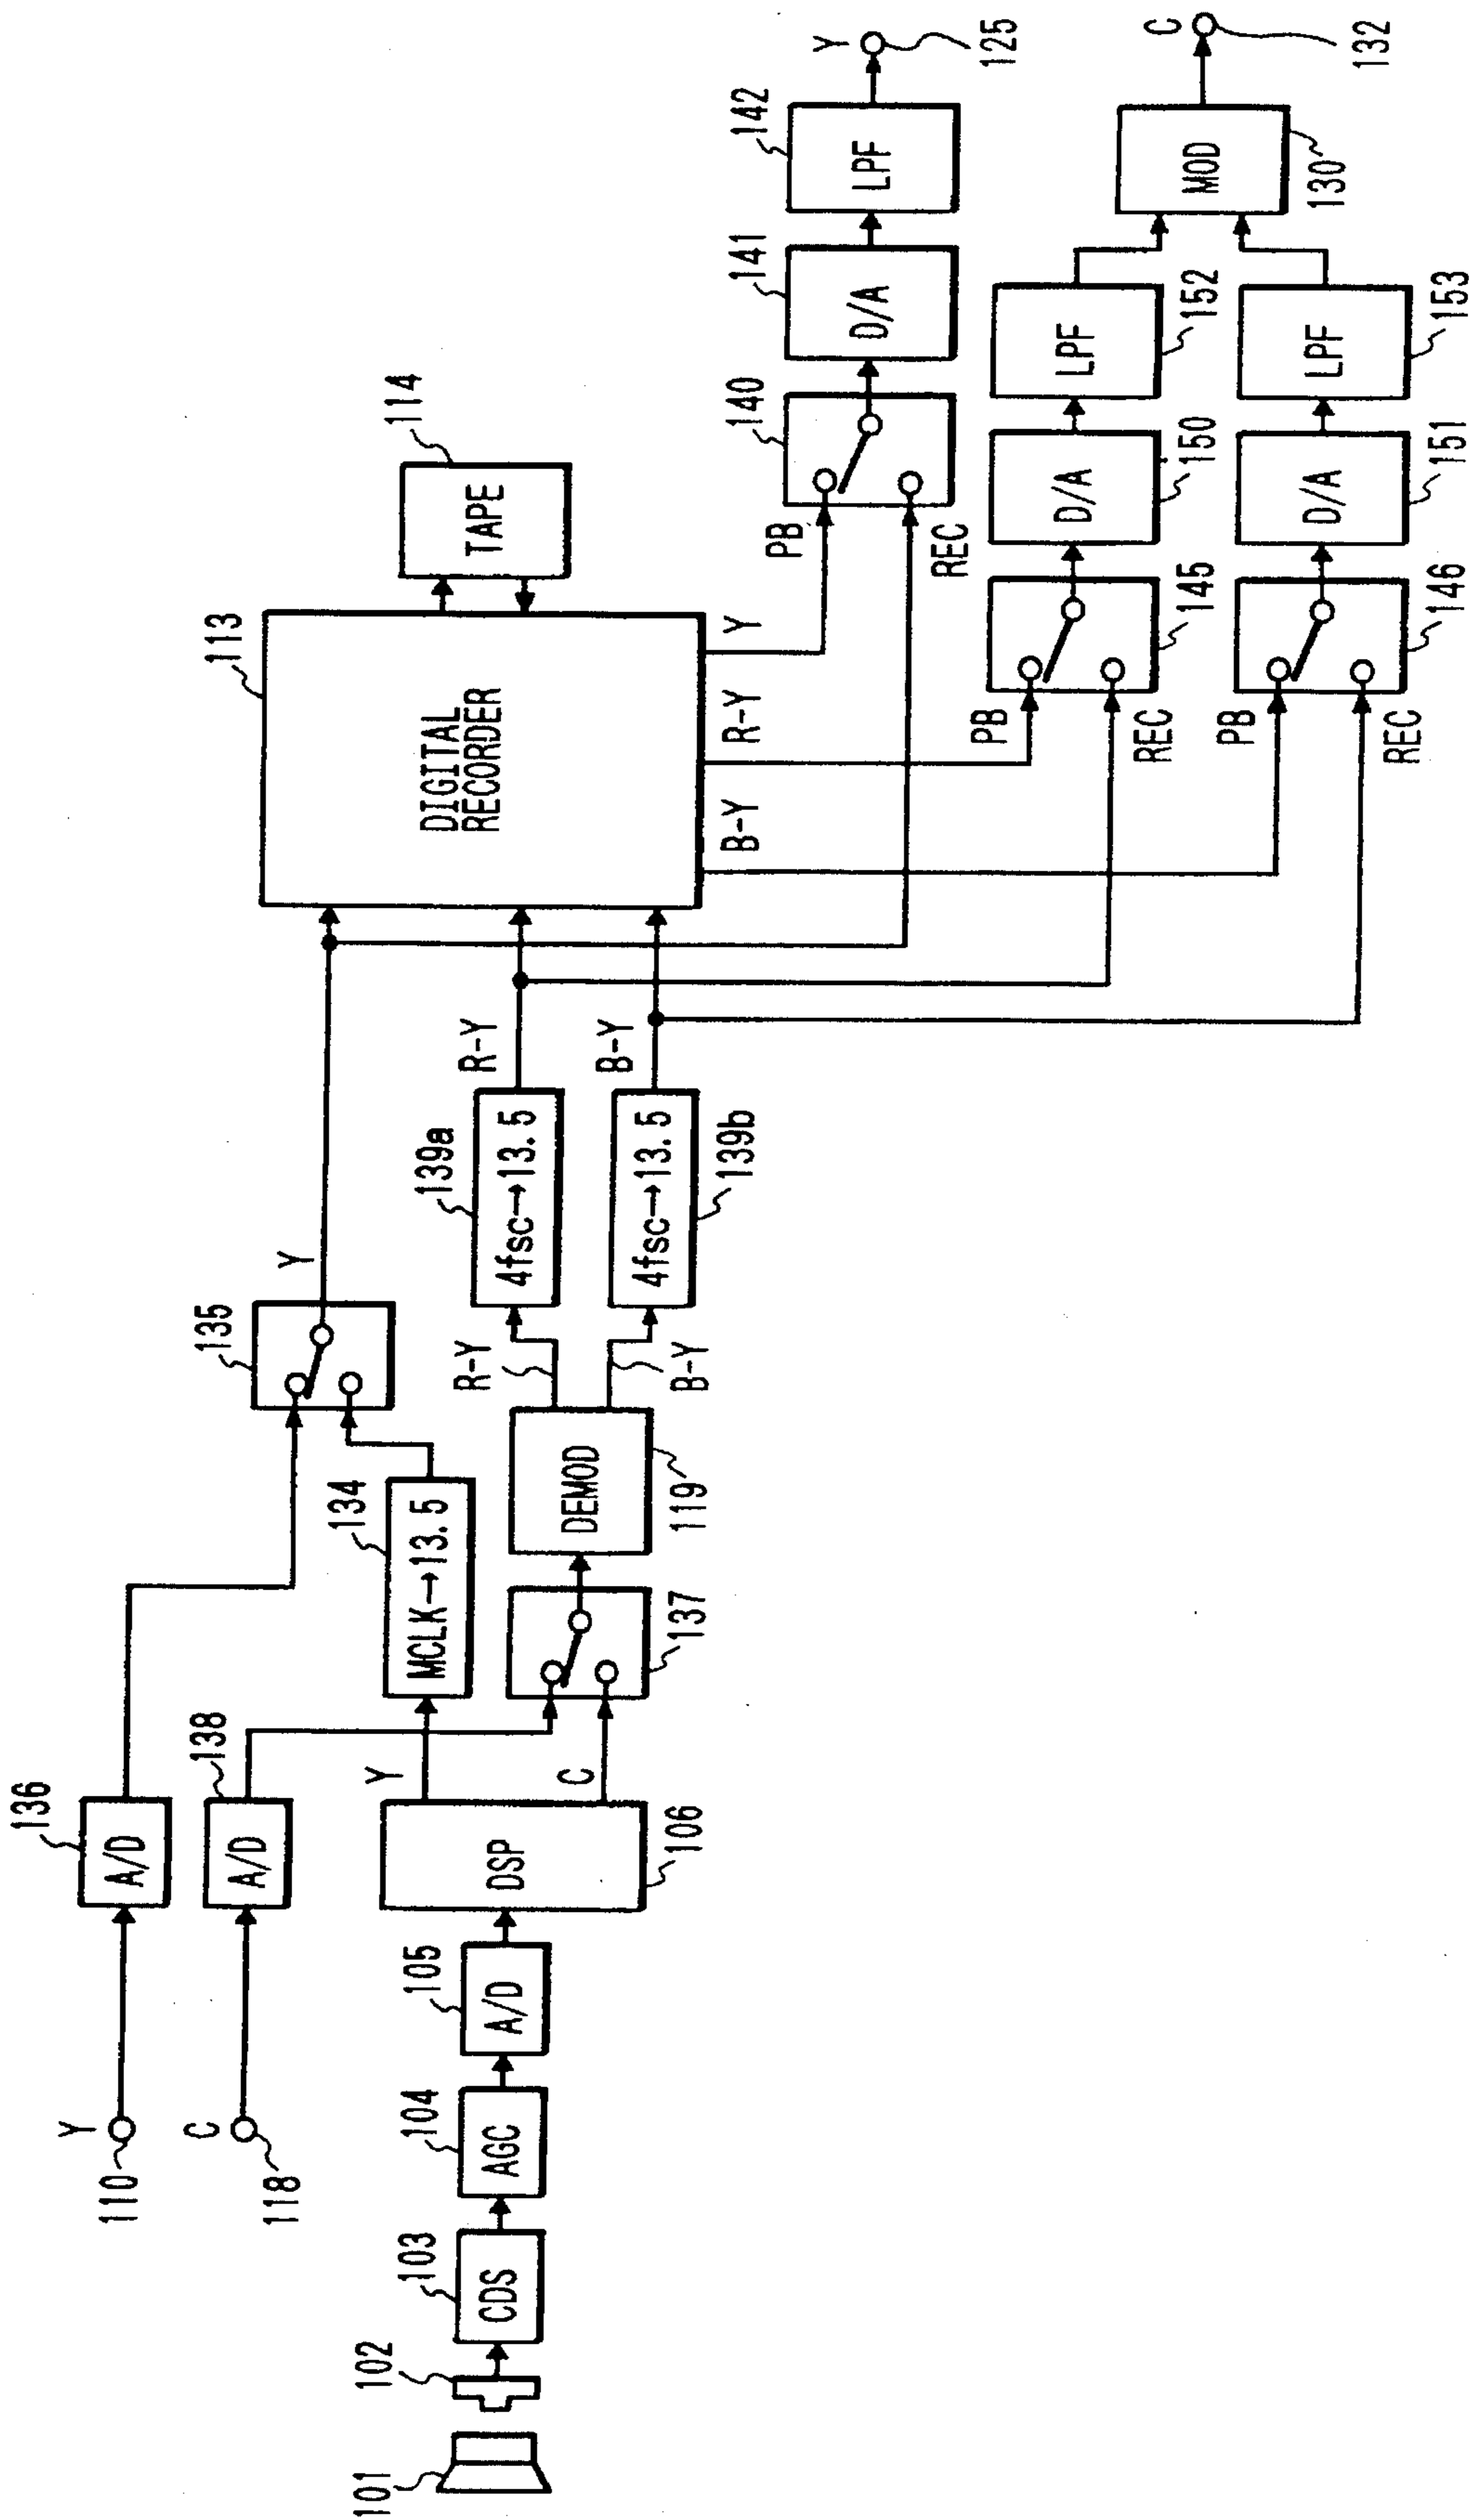 Y
110
136
A/D
C
118
138
A/D
101
102
103
CDS
104
AGC
105
A/D
DSP
106
Y
C
134
MCLK→13.5
137
135
Y
DEMOD
119
R-Y
B-Y
139a
4fsc→13.5
R-Y
139b
4fsc→13.5
B-Y
113
DIGITAL
RECORDER
114
TAPE
Y
R-Y
B-Y
PB
REC
140
141
D/A
142
LPF
Y
125
PB
REC
145
D/A
150
LPF
152
PB
REC
146
D/A
151
LPF
153
MOD
130
C
132